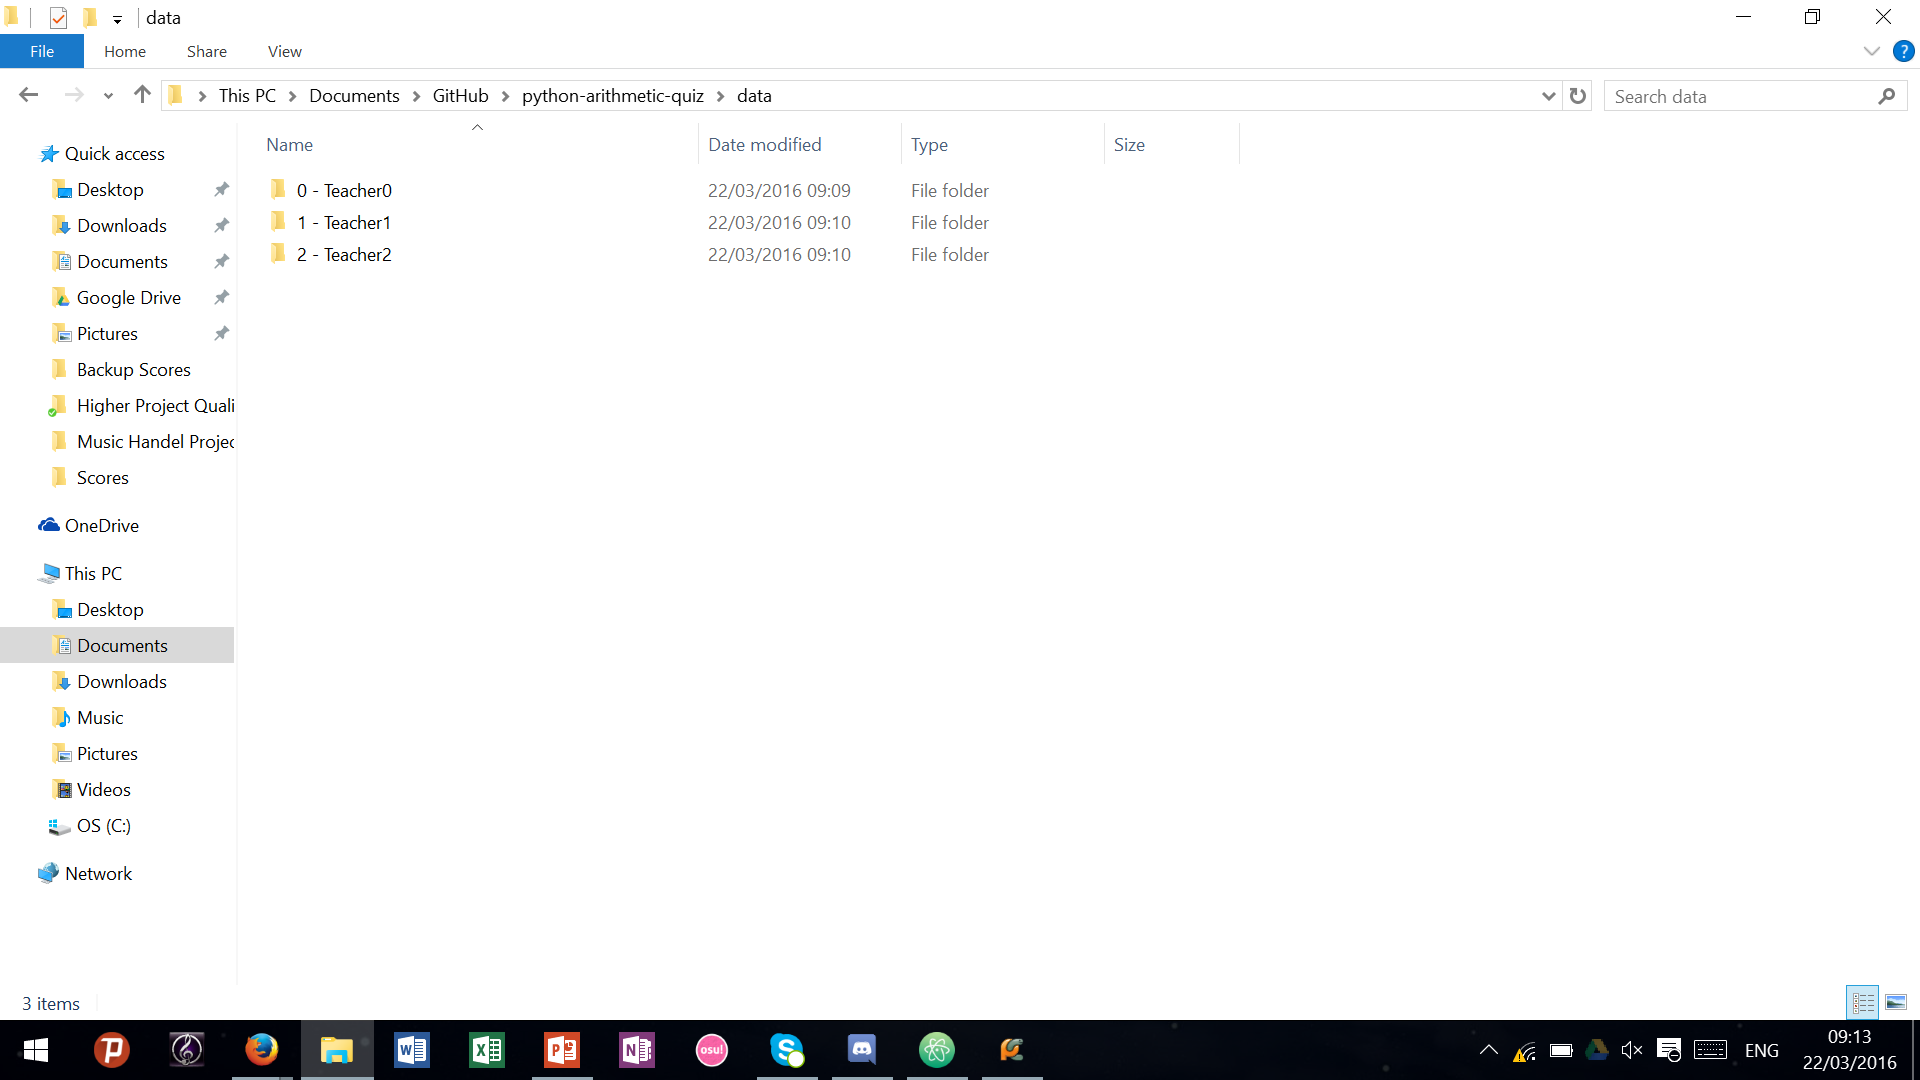 data
File Home Share View
This PC Documents GitHub python-arithmetic-quiz data Search data
Name Date modified Type Size
0 - Teacher0 22/03/2016 09:09 File folder
1 - Teacher1 22/03/2016 09:10 File folder
2 - Teacher2 22/03/2016 09:10 File folder
Quick access
Desktop
Downloads
Documents
Google Drive
Pictures
Backup Scores
Higher Project Quali
Music Handel Projec
Scores
OneDrive
This PC
Desktop
Documents
Downloads
Music
Pictures
Videos
OS (C:)
Network
3 items
osu!
ENG
09:13
22/03/2016